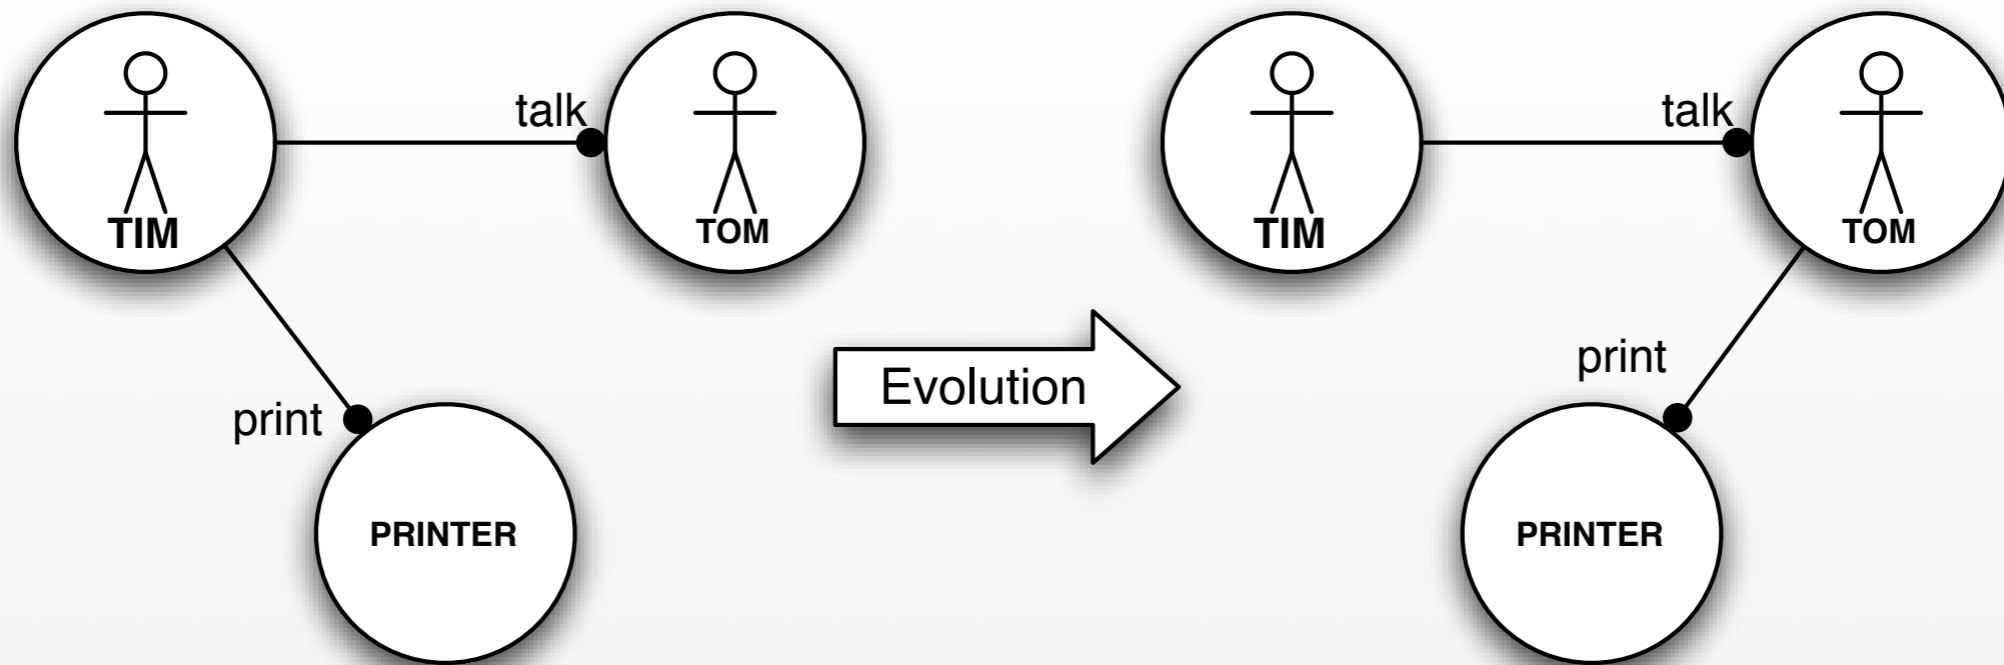 talk
TIM
TOM
print
PRINTER
Evolution
talk
TIM
TOM
print
PRINTER